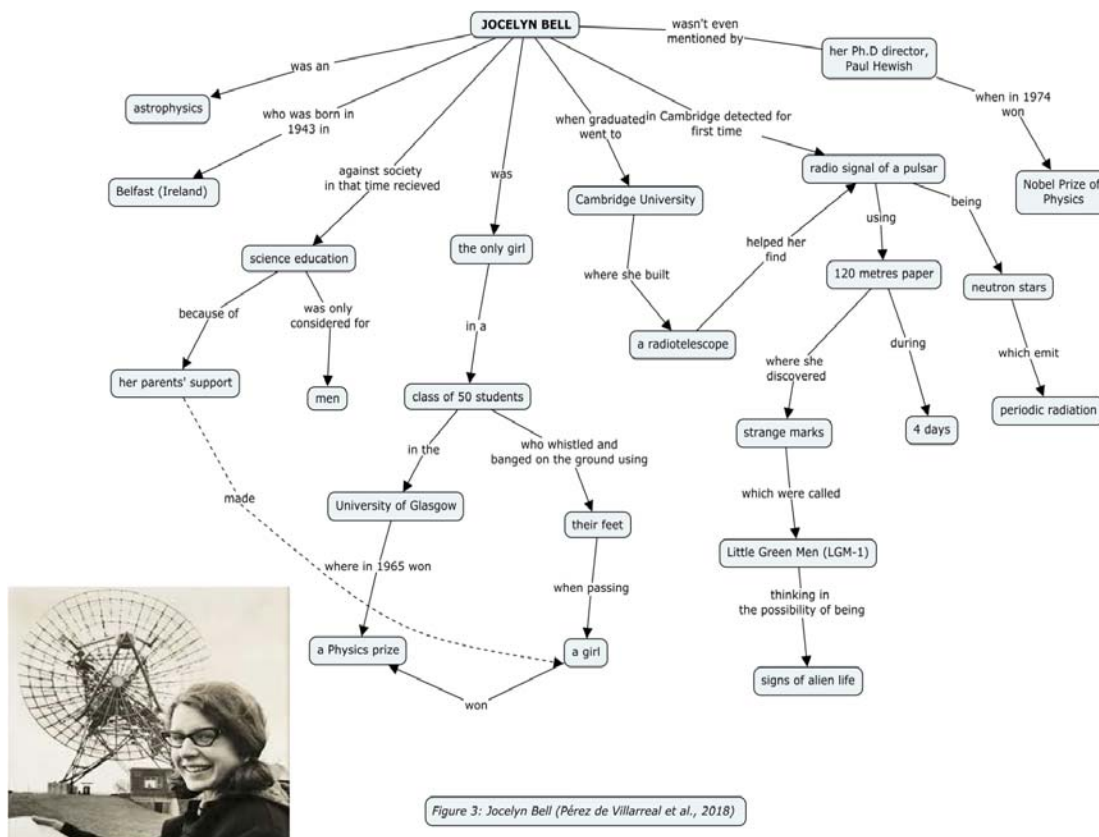 JOCELYN BELL
wasn't even
mentioned by
her Ph.D director,
Paul Hewish
was an
astrophysics
when in 1974
won
who was born in
1943 in
when graduated
went to
in Cambridge detected for
first time
against society
in that time recieved
radio signal of a pulsar
was
Belfast (Ireland)
Cambridge University
Nobel Prize of
Physics
being
using
helped her
find
science education
the only girl
where she built
120 metres paper
neutron stars
because of
was only
considered for
in a
a radiotelescope
where she
discovered
during
which emit
her parents' support
men
class of 50 students
periodic radiation
strange marks
4 days
in the
who whistled and
banged on the ground using
made
University of Glasgow
which were called
their feet
Little Green Men (LGM-1)
where in 1965 won
when passing
thinking in
the possibility of being
a Physics prize
a girl
signs of alien life
won
Figure 3: Jocelyn Bell (Pérez de Villarreal et al., 2018)